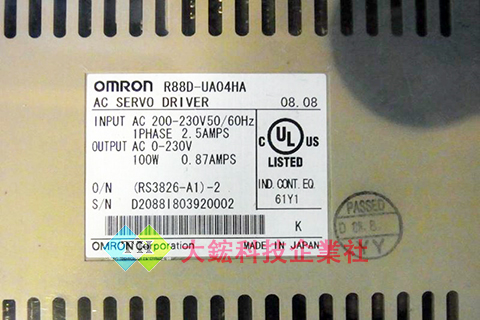 OMRON R88D-UA04HA
AC SERVO DRIVER 08.08
INPUT AC 200-230V50/60Hz
1PHASE 2.5AMPS
OUTPUT AC 0-230V
100W 0.87AMPS
C UL US
LISTED
IND. CONT. EQ.
61Y1
O/N (RS3826-A1)-2
S/N D20881803920002
K
OMRON Corporation MADE IN JAPAN
大鋐科技企業社
PASSED